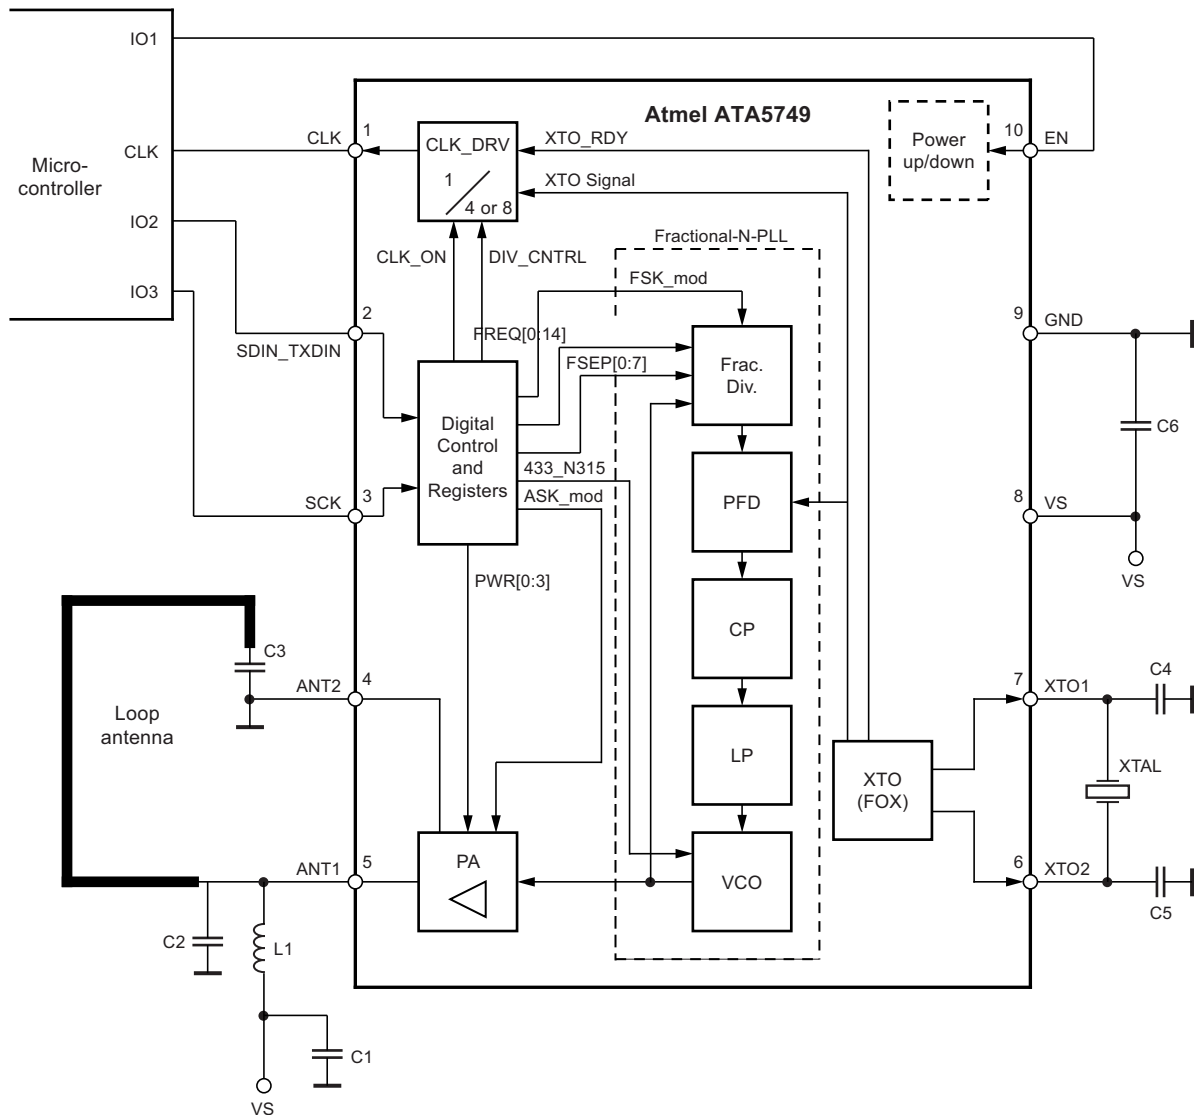 IO1
Atmel ATA5749
CLK
Micro-
controller
CLK
1
CLK_DRV
1
4 or 8
XTO_RDY
XTO Signal
Power
up/down
10
EN
IO2
IO3
CLK_ON
DIV_CNTRL
Fractional-N-PLL
FSK_mod
2
SDIN_TXDIN
FREQ[0:14]
FSEP[0:7]
Frac.
Div.
9
GND
C6
Digital
Control
and
Registers
433_N315
ASK_mod
SCK
3
PFD
8
VS
VS
PWR[0:3]
CP
C3
ANT2
4
Loop
antenna
LP
XTO
(FOX)
7
XTO1
C4
XTAL
ANT1
5
PA
VCO
6
XTO2
C5
C2
L1
C1
VS